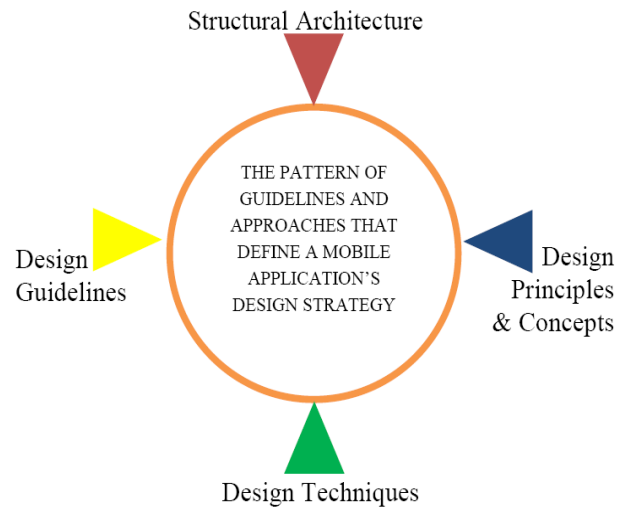 Structural Architecture
THE PATTERN OF
GUIDELINES AND
APPROACHES THAT
DEFINE A MOBILE
APPLICATION'S
DESIGN STRATEGY
Design
Guidelines
Design
Principles
& Concepts
Design Techniques